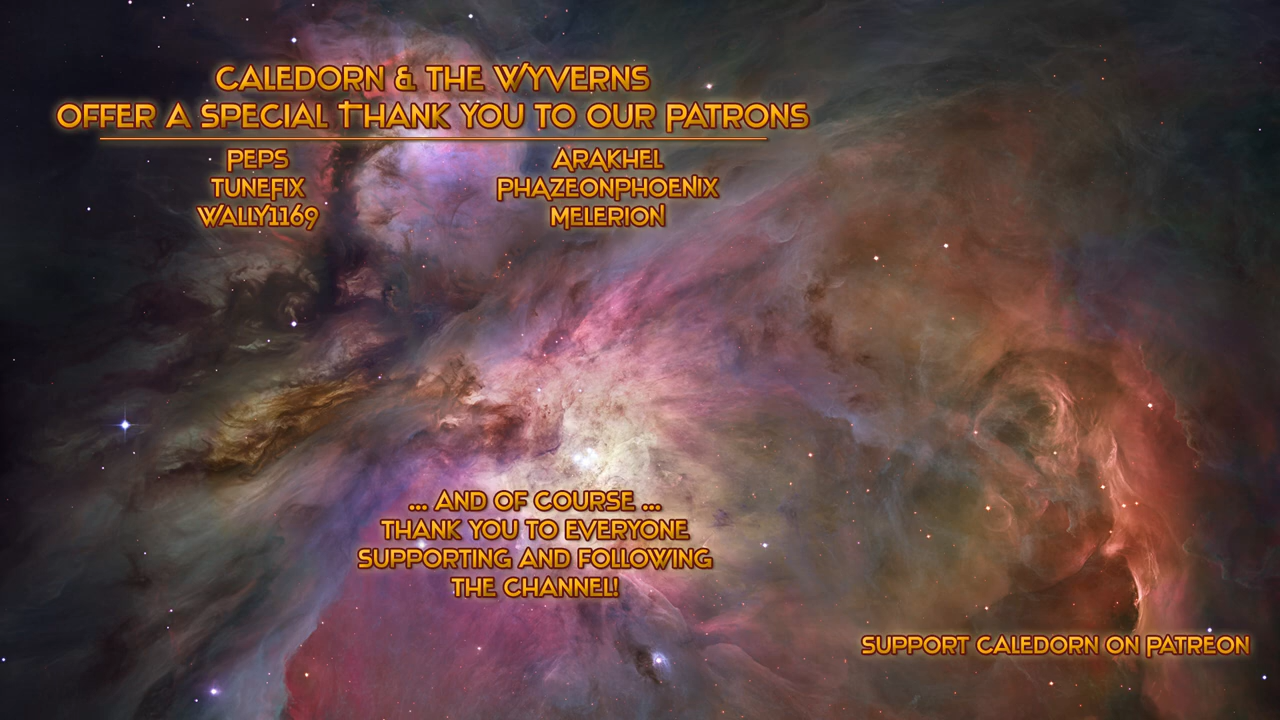 CALEDORN & THE WYVERNS
OFFER A SPECIAL THANK YOU TO OUR PATRONS
PEPS
TUNEFIX
WALLY1169
ARAKHEL
PHAZEONPHOENIX
MELERION
... AND OF COURSE ...
THANK YOU TO EVERYONE
SUPPORTING AND FOLLOWING
THE CHANNEL!
SUPPORT CALEDORN ON PATREON